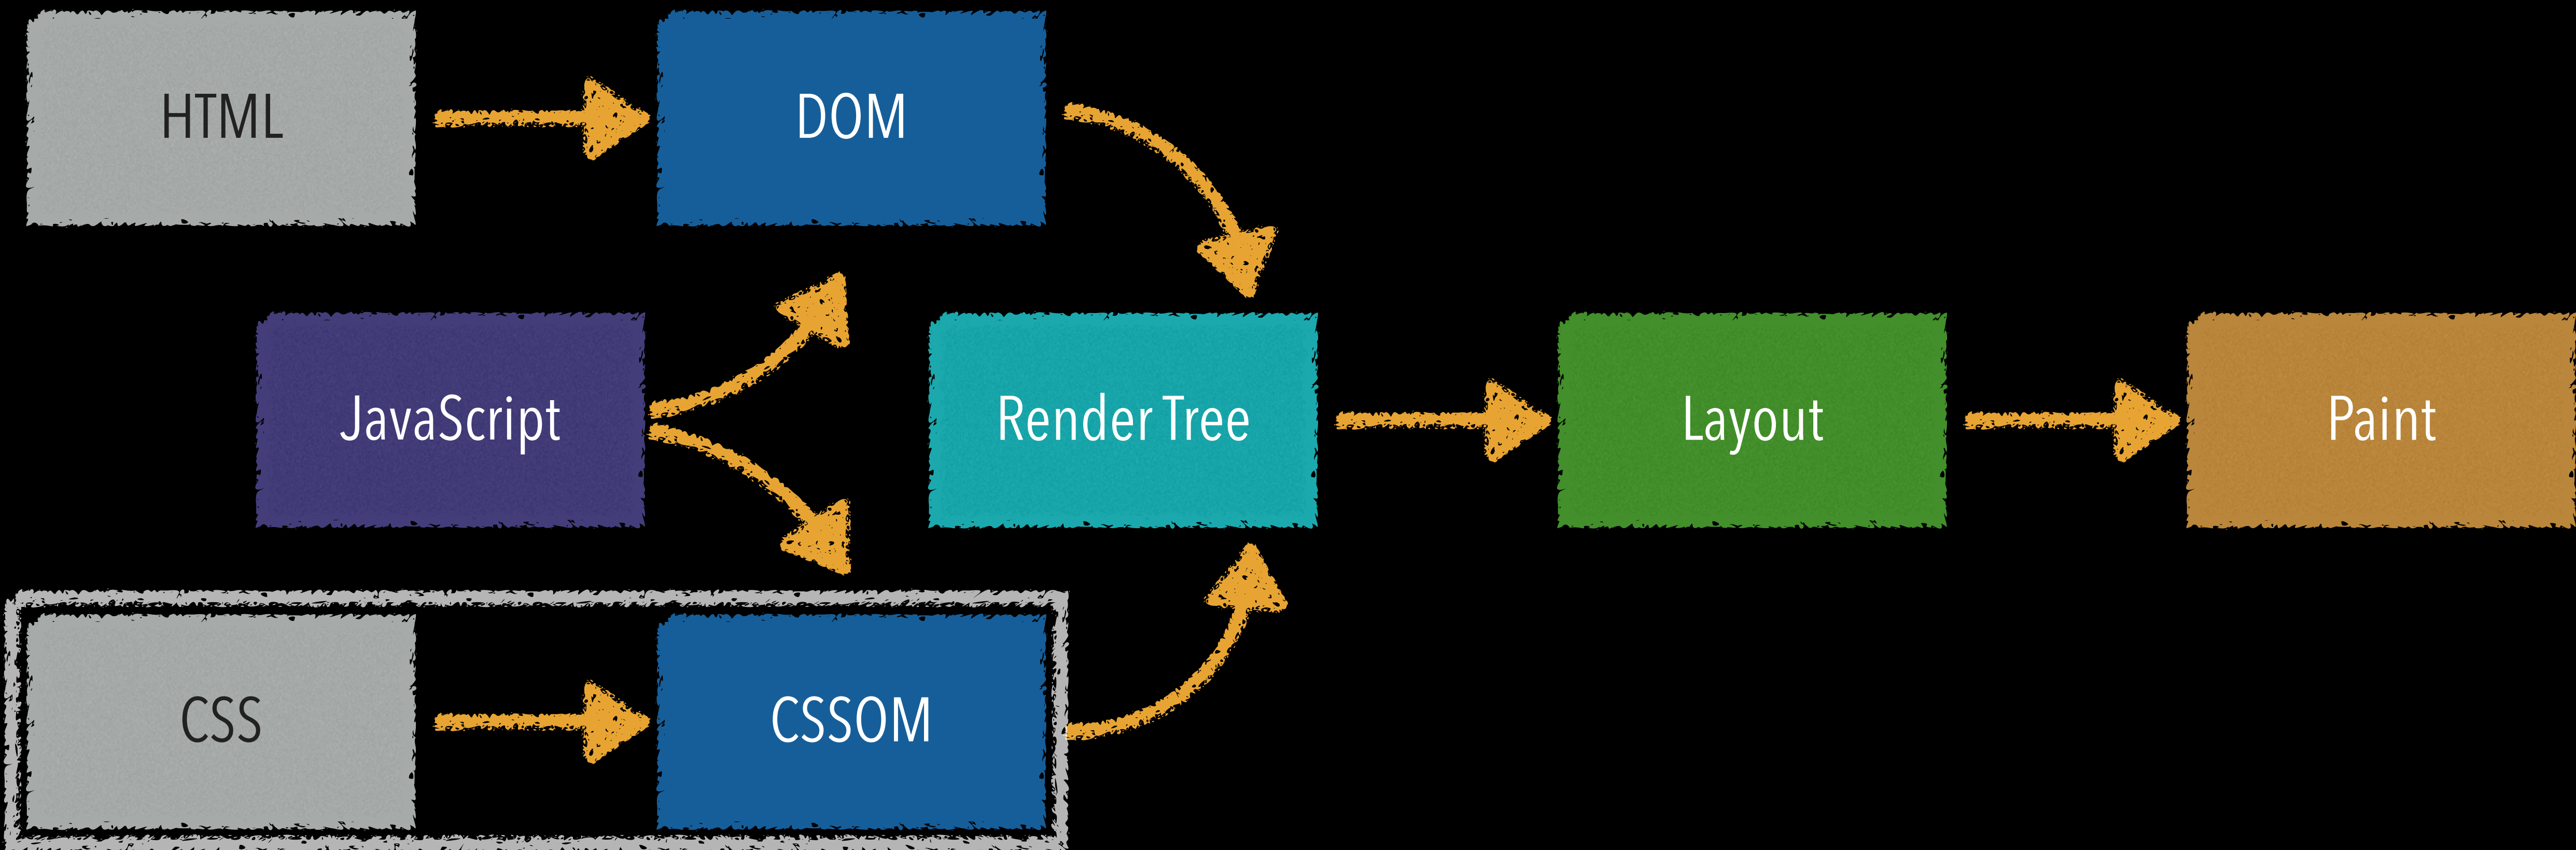 HTML
DOM
JavaScript
Render Tree
Layout
Paint
CSS
CSSOM